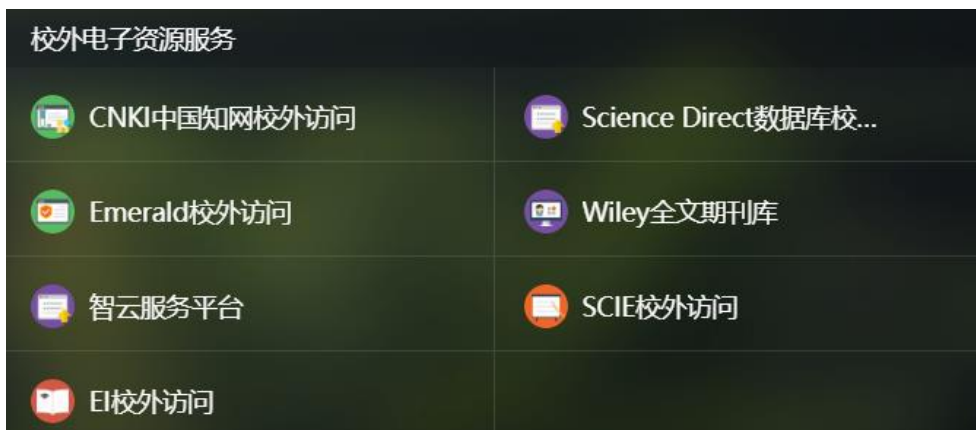 校外电子资源服务
CNKI中国知网校外访问
Science Direct数据库校...
Emerald校外访问
Wiley全文期刊库
智云服务平台
SCIE校外访问
EI校外访问